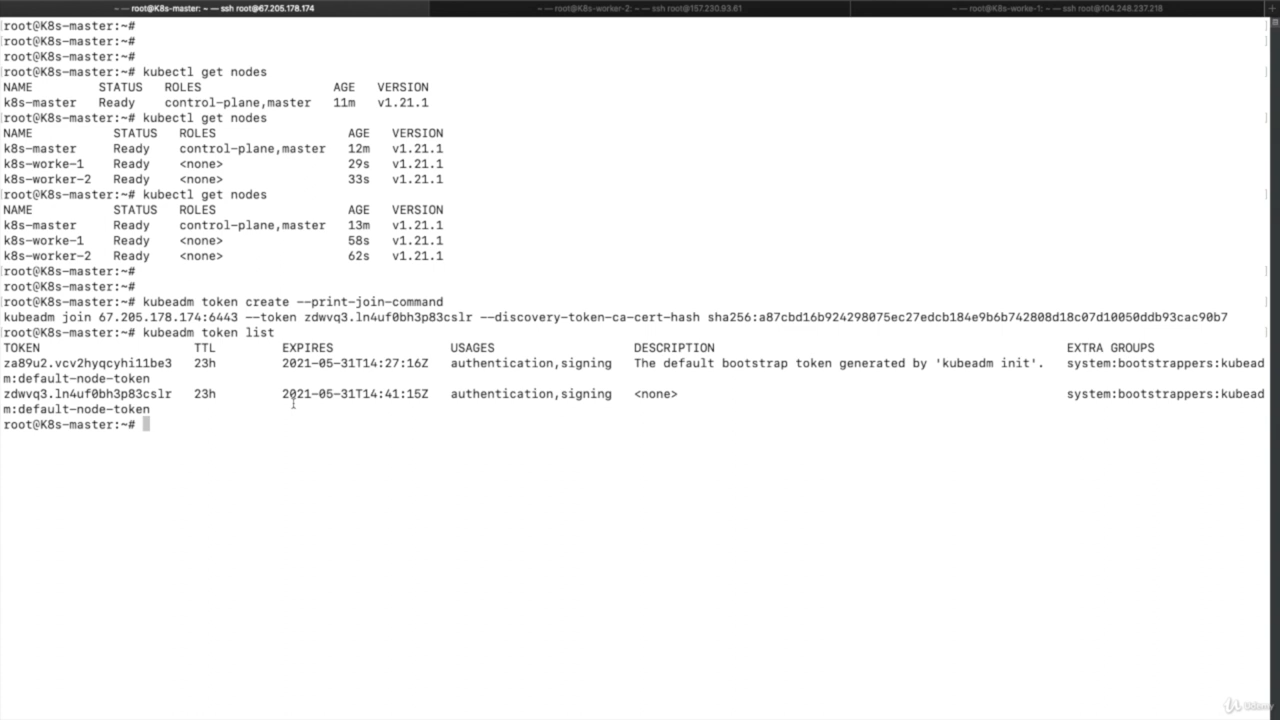 — — root@K8s-master: ~ — ssh root@67.205.178.174
— — root@K8s-worker-2: ~ — ssh root@157.230.93.61
— — root@K8s-worke-1: ~ — ssh root@104.248.237.218
root@K8s-master:~#
root@K8s-master:~#
root@K8s-master:~#
root@K8s-master:~# kubectl get nodes
NAME STATUS ROLES AGE VERSION
k8s-master Ready control-plane,master 11m v1.21.1
root@K8s-master:~# kubectl get nodes
NAME STATUS ROLES AGE VERSION
k8s-master Ready control-plane,master 12m v1.21.1
k8s-worke-1 Ready <none> 29s v1.21.1
k8s-worker-2 Ready <none> 33s v1.21.1
root@K8s-master:~# kubectl get nodes
NAME STATUS ROLES AGE VERSION
k8s-master Ready control-plane,master 13m v1.21.1
k8s-worke-1 Ready <none> 58s v1.21.1
k8s-worker-2 Ready <none> 62s v1.21.1
root@K8s-master:~#
root@K8s-master:~#
root@K8s-master:~# kubeadm token create --print-join-command
kubeadm join 67.205.178.174:6443 --token zdwvq3.ln4uf0bh3p83cslr --discovery-token-ca-cert-hash sha256:a87cbd16b924298075ec27edcb184e9b6b742808d18c07d10050ddb93cac90b7
root@K8s-master:~# kubeadm token list
TOKEN TTL EXPIRES USAGES DESCRIPTION EXTRA GROUPS
za89u2.vcv2hyqcyhi11be3 23h 2021-05-31T14:27:16Z authentication,signing The default bootstrap token generated by 'kubeadm init'. system:bootstrappers:kubead
m:default-node-token
zdwvq3.ln4uf0bh3p83cslr 23h 2021-05-31T14:41:15Z authentication,signing <none> system:bootstrappers:kubead
m:default-node-token
root@K8s-master:~#
Udemy